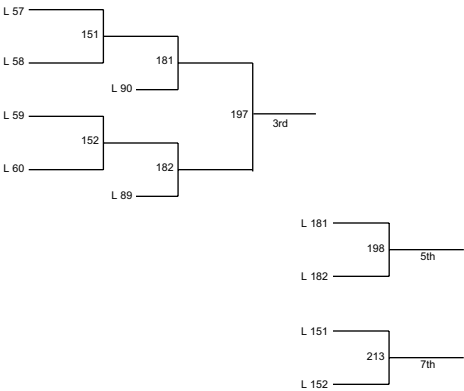 L 57
151
L 58
181
L 90
197
3rd
L 59
152
L 60
182
L 89
L 181
198
5th
L 182
L 151
213
7th
L 152